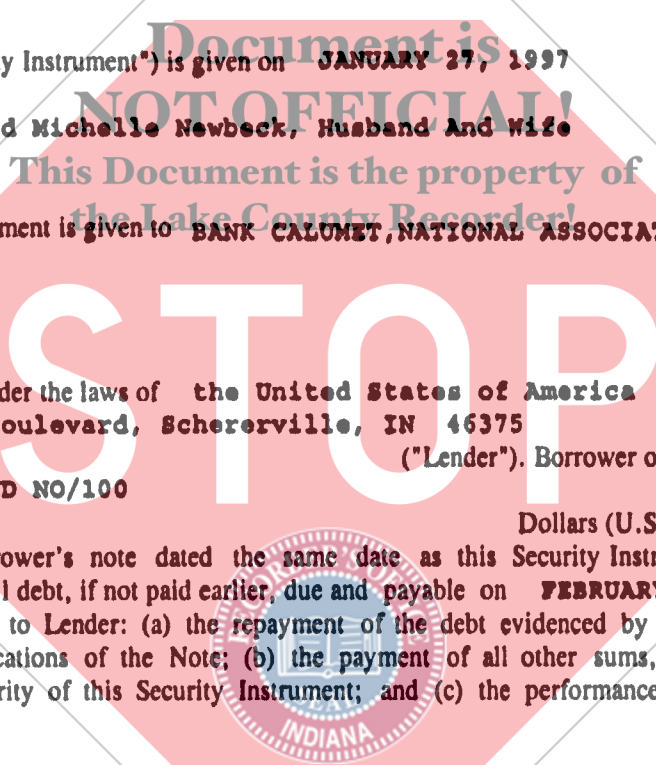 Document is
y Instrument") is given on JANUARY 27, 1997
NOT OFFICIAL!
d Michelle Newbeck, Husband And Wife
This Document is the property of
the Lake County Recorder!
ment is given to BANK CALUMET, NATIONAL ASSOCIAT
STOP
der the laws of the United States of America
oulevard, Schererville, IN 46375
("Lender"). Borrower o
D NO/100
Dollars (U.S
rower's note dated the same date as this Security Instr
l debt, if not paid earlier, due and payable on FEBRUARY
to Lender: (a) the repayment of the debt evidenced by
cations of the Note; (b) the payment of all other sums,
rity of this Security Instrument; and (c) the performance
RECORDER'S OFFICE
SEAL
INDIANA